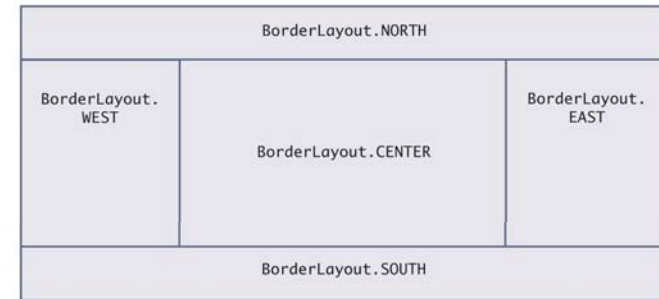 BorderLayout.NORTH
BorderLayout.
WEST
BorderLayout.CENTER
BorderLayout.
EAST
BorderLayout.SOUTH